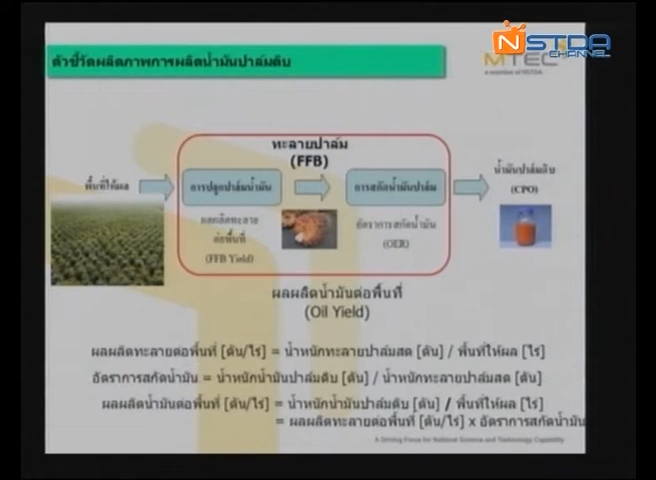 NSTDA
CHANNEL
MTEC
a member of NSTDA
ตัวชี้วัดผลิตภาพการผลิตน้ำมันปาล์มดิบ
ทะลายปาล์ม
(FFB)
พื้นที่ให้ผล
การปลูกปาล์มน้ำมัน
การสกัดน้ำมันปาล์ม
น้ำมันปาล์มดิบ
(CPO)
ผลผลิตทะลาย
ต่อพื้นที่
(FFB Yield)
อัตราการสกัดน้ำมัน
(OER)
ผลผลิตน้ำมันต่อพื้นที่
(Oil Yield)
ผลผลิตทะลายต่อพื้นที่ [ตัน/ไร่] = น้ำหนักทะลายปาล์มสด [ตัน] / พื้นที่ให้ผล [ไร่]
อัตราการสกัดน้ำมัน = น้ำหนักน้ำมันปาล์มดิบ [ตัน] / น้ำหนักทะลายปาล์มสด [ตัน]
ผลผลิตน้ำมันต่อพื้นที่ [ตัน/ไร่] = น้ำหนักน้ำมันปาล์มดิบ [ตัน] / พื้นที่ให้ผล [ไร่]
= ผลผลิตทะลายต่อพื้นที่ [ตัน/ไร่] x อัตราการสกัดน้ำมัน
A Driving Force for National Science and Technology Capability